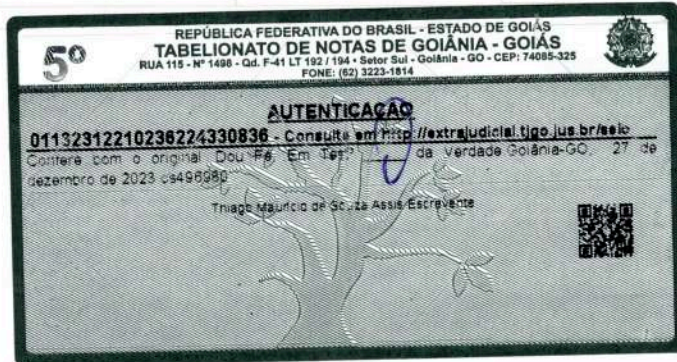 5º
REPÚBLICA FEDERATIVA DO BRASIL - ESTADO DE GOIÁS
TABELIONATO DE NOTAS DE GOIÂNIA - GOIÁS
RUA 115 - Nº 1498 - Qd. F-41 LT 192 / 194 • Setor Sul - Goiânia - GO - CEP: 74085-325
FONE: (62) 3223-1814
AUTENTICAÇÃO
01132312210236224330836 - Consulte em http://extrajudicial.tjgo.jus.br/selo
Confere com o original Dou Fé. Em Testº da Verdade Goiânia-GO, 27 de
dezembro de 2023 cs496980
Thiago Mauricio de Souza Assis-Escrevente